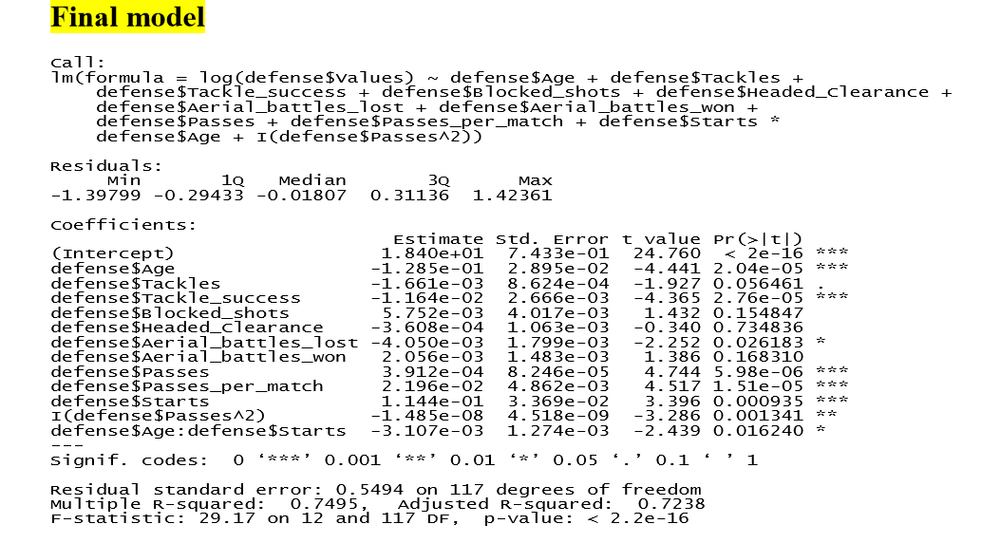 Final model
Call:
lm(formula = log(defense$Values) ~ defense$Age + defense$Tackles +
defense$Tackle_success + defense$Blocked_shots + defense$Headed_Clearance +
defense$Aerial_battles_lost + defense$Aerial_battles_won +
defense$Passes + defense$Passes_per_match + defense$Starts *
defense$Age + I(defense$Passes^2))
Residuals:
Min 1Q Median 3Q Max
-1.39799 -0.29433 -0.01807 0.31136 1.42361
Coefficients:
Estimate Std. Error t value Pr(>|t|)
(Intercept) 1.840e+01 7.433e-01 24.760 < 2e-16 ***
defense$Age -1.285e-01 2.895e-02 -4.441 2.04e-05 ***
defense$Tackles -1.661e-03 8.624e-04 -1.927 0.056461 .
defense$Tackle_success -1.164e-02 2.666e-03 -4.365 2.76e-05 ***
defense$Blocked_shots 5.752e-03 4.017e-03 1.432 0.154847
defense$Headed_Clearance -3.608e-04 1.063e-03 -0.340 0.734836
defense$Aerial_battles_lost -4.050e-03 1.799e-03 -2.252 0.026183 *
defense$Aerial_battles_won 2.056e-03 1.483e-03 1.386 0.168310
defense$Passes 3.912e-04 8.246e-05 4.744 5.98e-06 ***
defense$Passes_per_match 2.196e-02 4.862e-03 4.517 1.51e-05 ***
defense$Starts 1.144e-01 3.369e-02 3.396 0.000935 ***
I(defense$Passes^2) -1.485e-08 4.518e-09 -3.286 0.001341 **
defense$Age:defense$Starts -3.107e-03 1.274e-03 -2.439 0.016240 *
---
Signif. codes: 0 ‘***’ 0.001 ‘**’ 0.01 ‘*’ 0.05 ‘.’ 0.1 ‘ ’ 1
Residual standard error: 0.5494 on 117 degrees of freedom
Multiple R-squared: 0.7495, Adjusted R-squared: 0.7238
F-statistic: 29.17 on 12 and 117 DF, p-value: < 2.2e-16